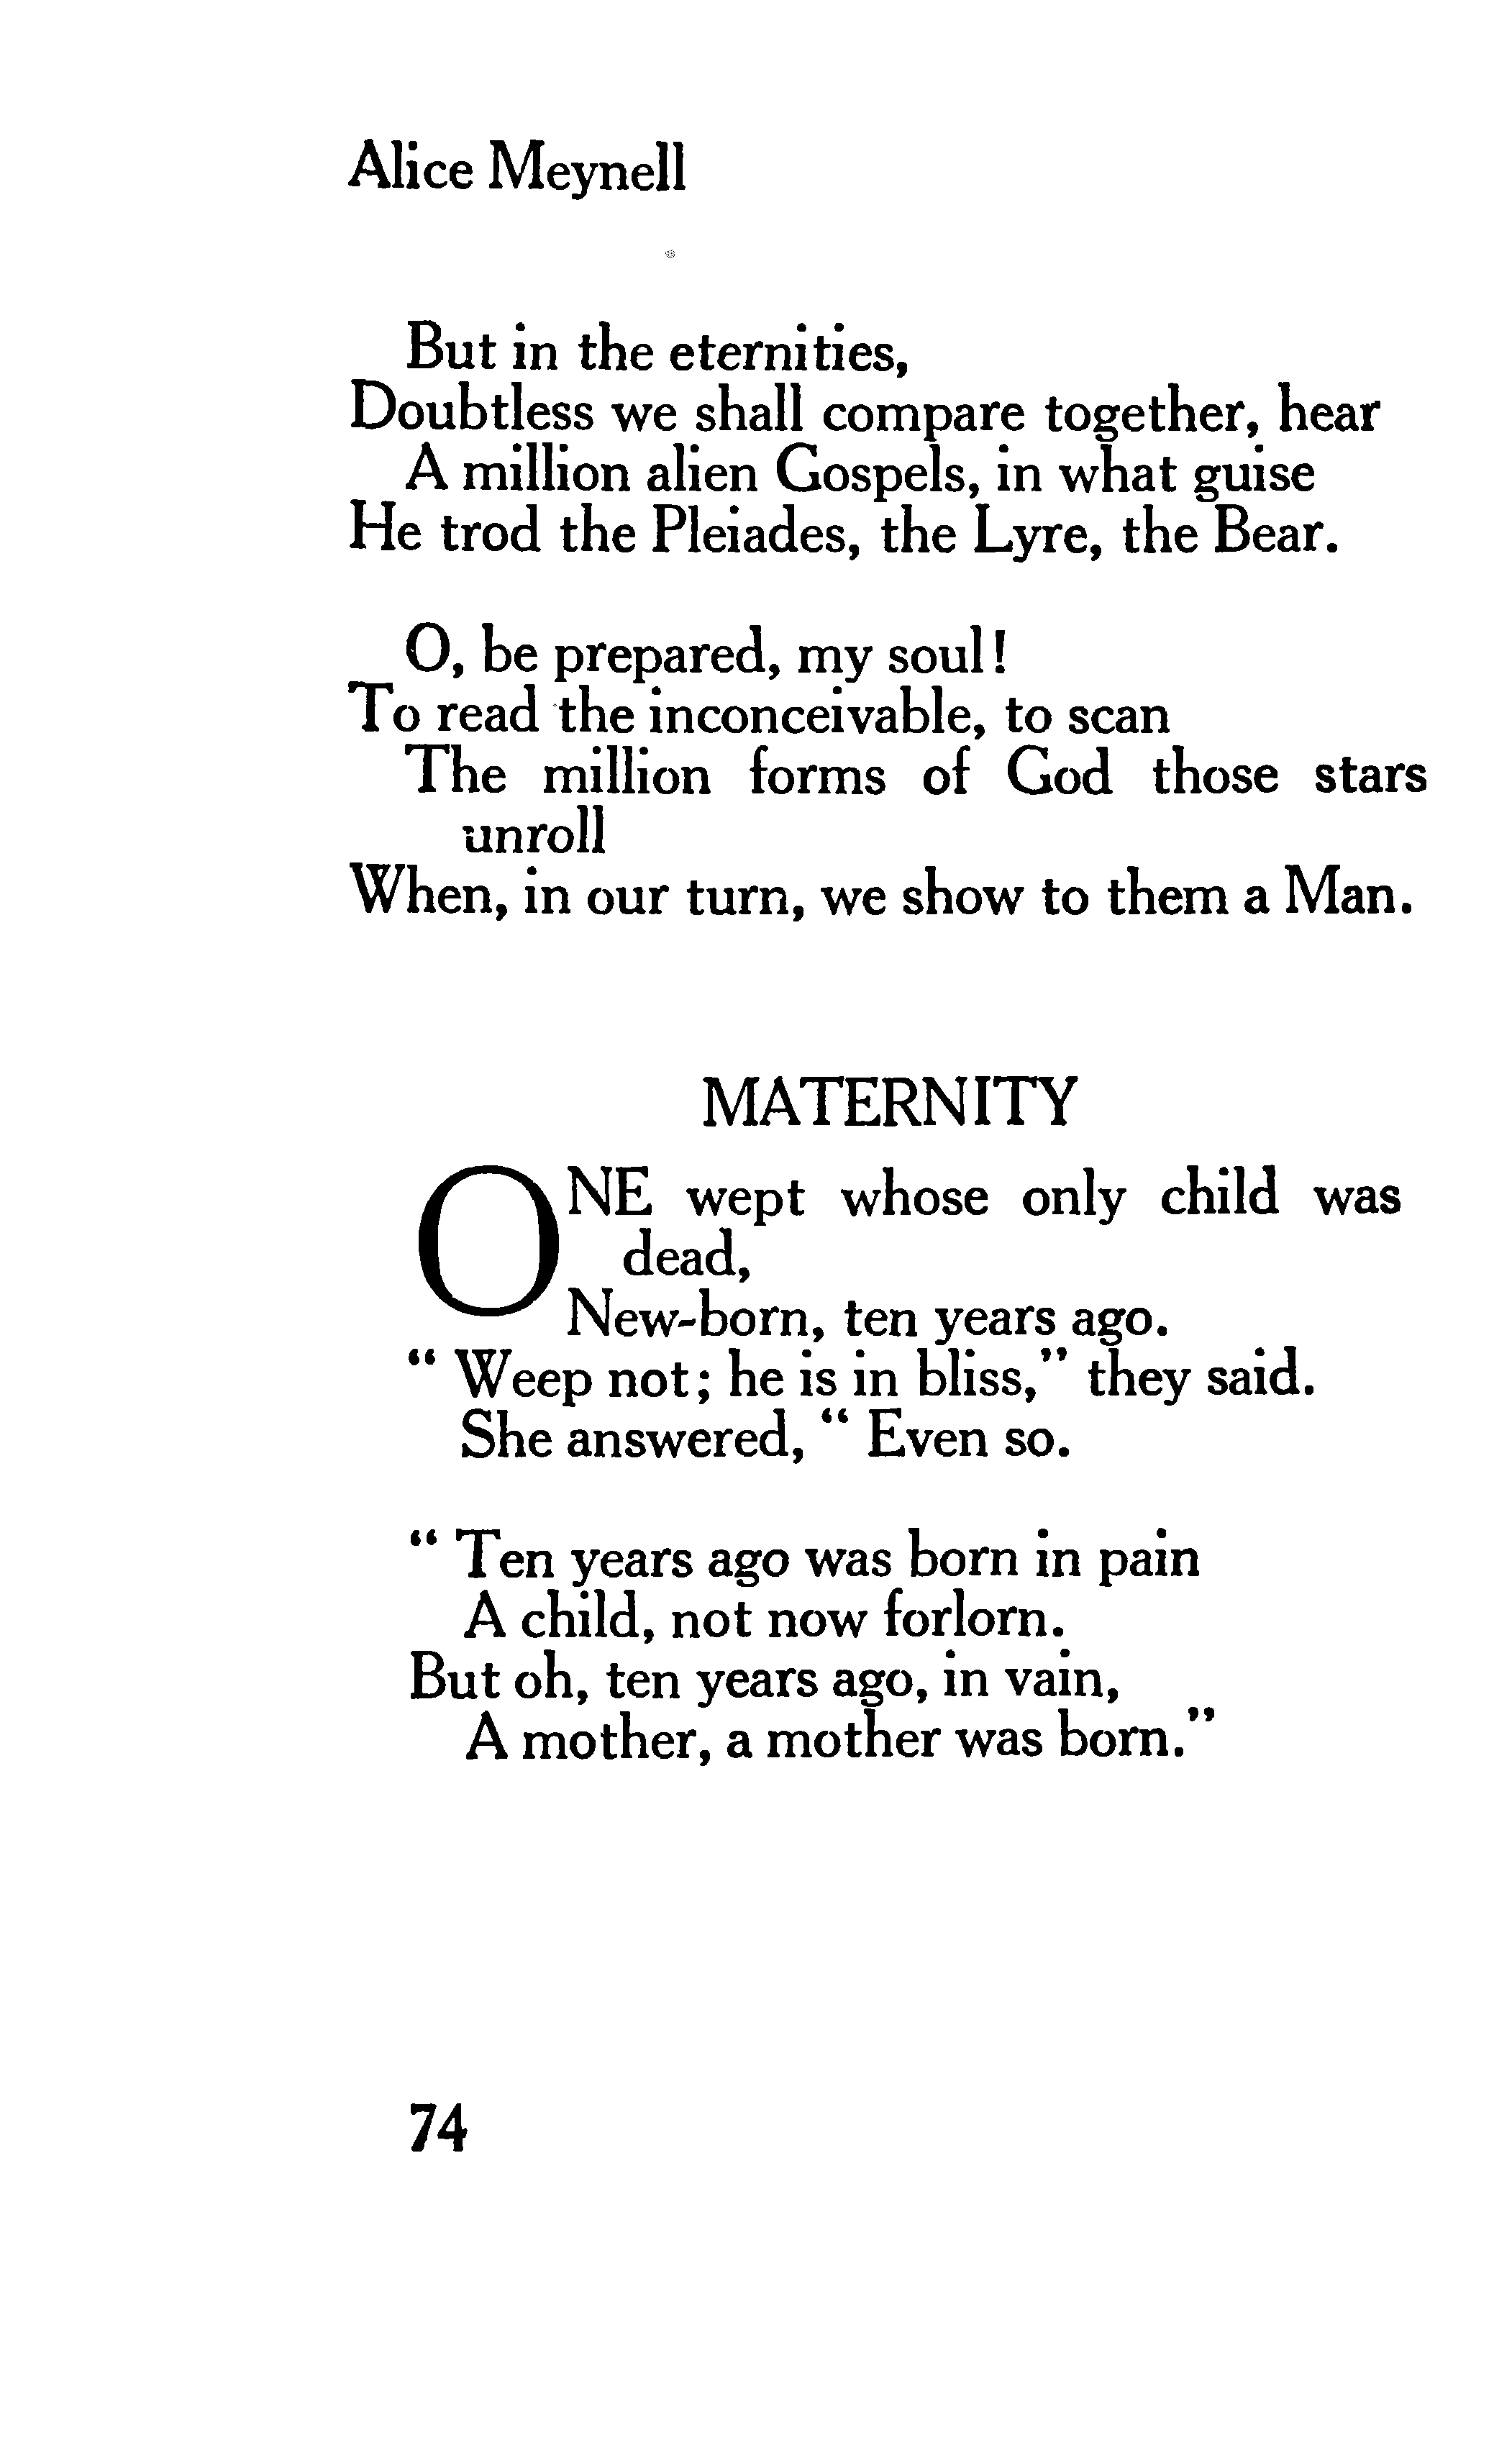 Alice Meynell
But in the eternities,
Doubtless we shall compare together, hear
A million alien Gospels, in what guise
He trod the Pleiades, the Lyre, the Bear.
O, be prepared, my soul!
To read the inconceivable, to scan
The million forms of God those stars
unroll
When, in our turn, we show to them a Man.
MATERNITY
ONE wept whose only child was
dead,
New-born, ten years ago.
“ Weep not; he is in bliss,” they said.
She answered, “ Even so.
“ Ten years ago was born in pain
A child, not now forlorn.
But oh, ten years ago, in vain,
A mother, a mother was born.”
74